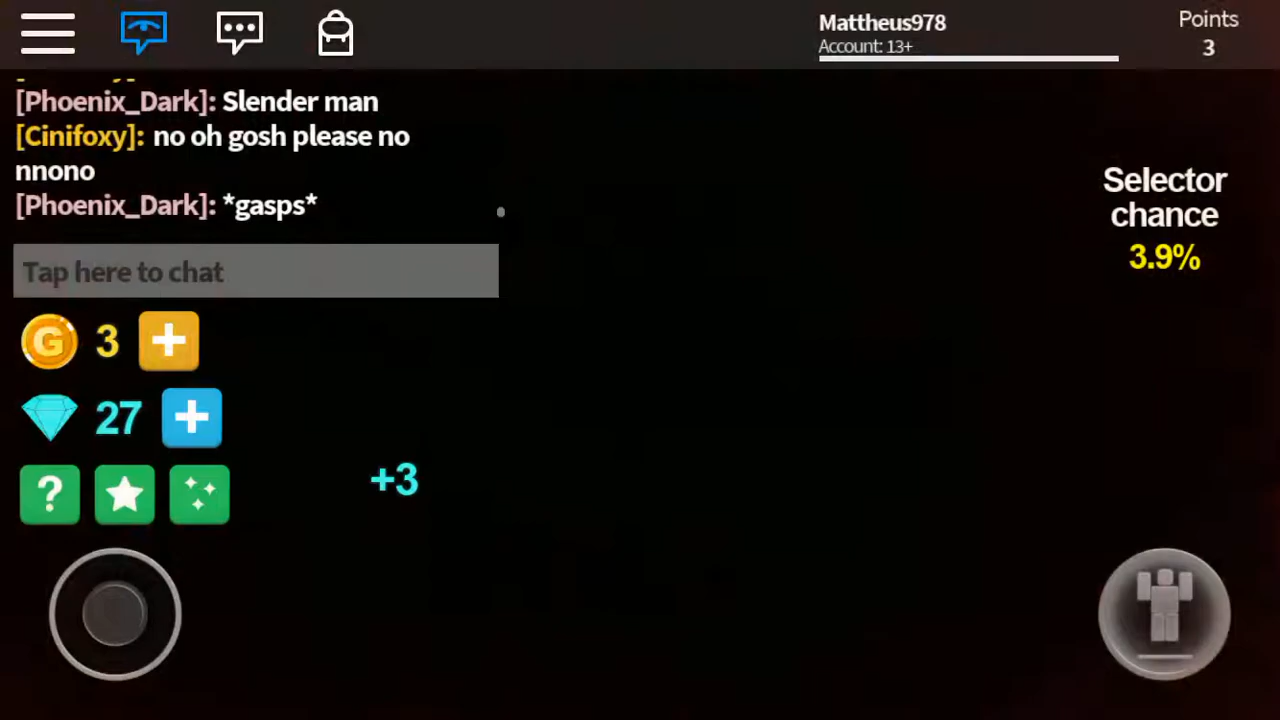 Mattheus978
Account: 13+
Points
3
[Phoenix_Dark]: Slender man
[Cinifoxy]: no oh gosh please no
nnono
[Phoenix_Dark]: *gasps*
Tap here to chat
Selector
chance
3.9%
G 3 +
27 +
+3
?